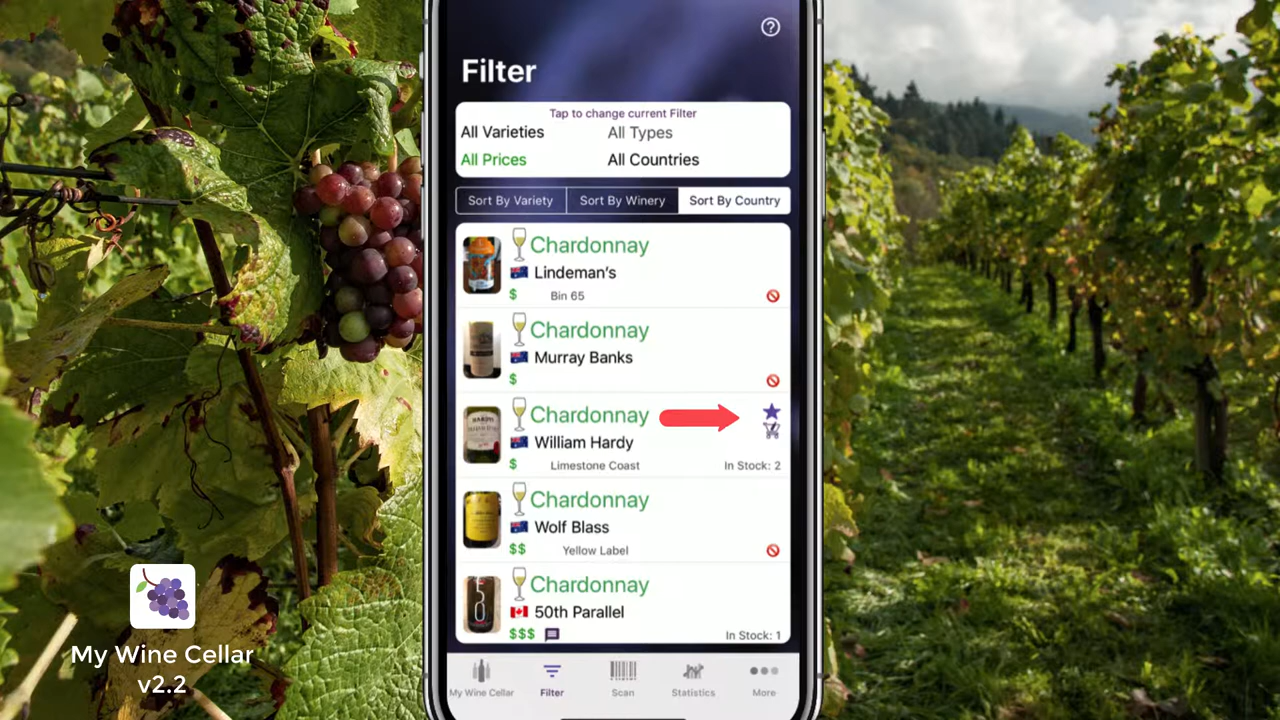 Filter
Tap to change current Filter
All Varieties All Types
All Prices All Countries
Sort By Variety Sort By Winery Sort By Country
Chardonnay
Lindeman's
$ Bin 65
Chardonnay
Murray Banks
$
Chardonnay
William Hardy
$ Limestone Coast In Stock: 2
Chardonnay
Wolf Blass
$$ Yellow Label
Chardonnay
50th Parallel
$$$ In Stock: 1
My Wine Cellar Filter Scan Statistics More
My Wine Cellar
v2.2